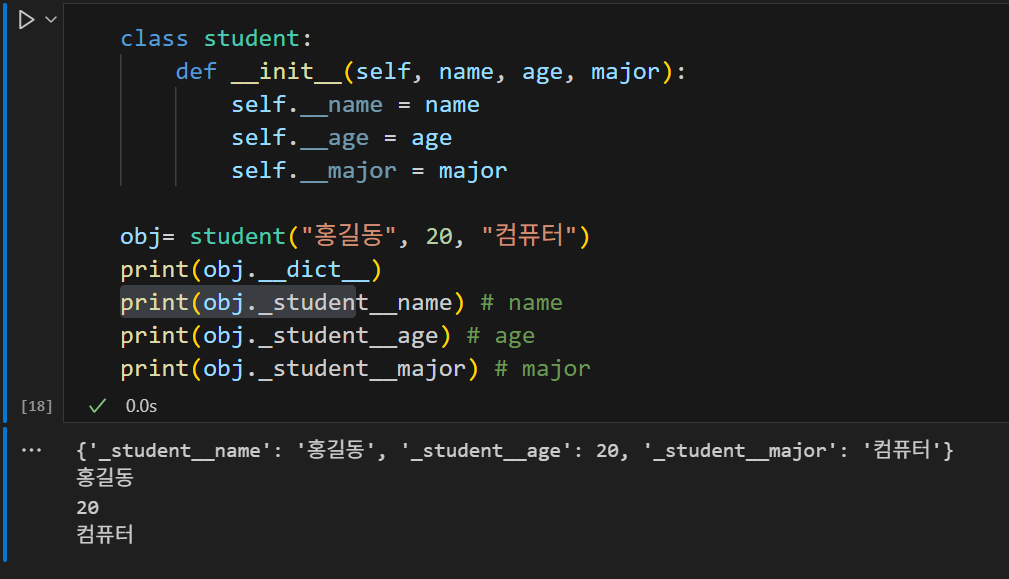 class student:
    def __init__(self, name, age, major):
        self.__name = name
        self.__age = age
        self.__major = major
obj= student("홍길동", 20, "컴퓨터")
print(obj.__dict__)
print(obj._student__name) # name
print(obj._student__age) # age
print(obj._student__major) # major
[18] 0.0s
... {'_student__name': '홍길동', '_student__age': 20, '_student__major': '컴퓨터'}
홍길동
20
컴퓨터